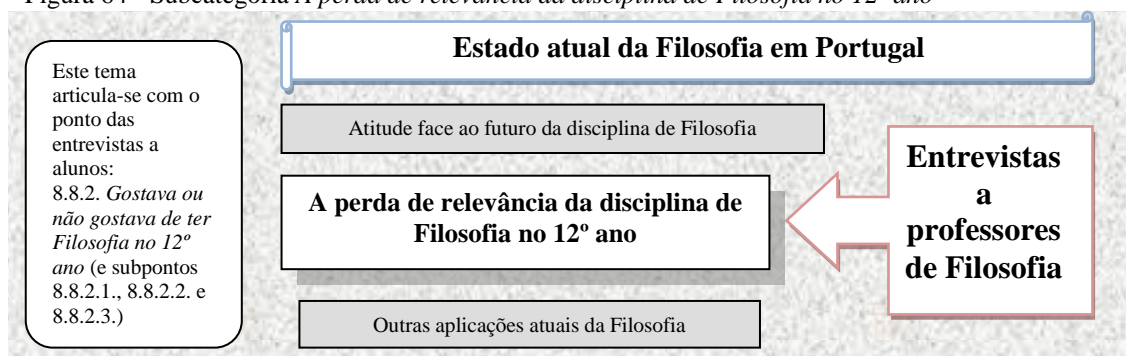 Figura 84 - Subcategoria A perda de relevância da disciplina de Filosofia no 12º ano
Este tema
articula-se com o
ponto das
entrevistas a
alunos:
8.8.2. Gostava ou
não gostava de ter
Filosofia no 12º
ano (e subpontos
8.8.2.1., 8.8.2.2. e
8.8.2.3.)
Estado atual da Filosofia em Portugal
Atitude face ao futuro da disciplina de Filosofia
A perda de relevância da disciplina de
Filosofia no 12º ano
Outras aplicações atuais da Filosofia
Entrevistas
a
professores
de Filosofia